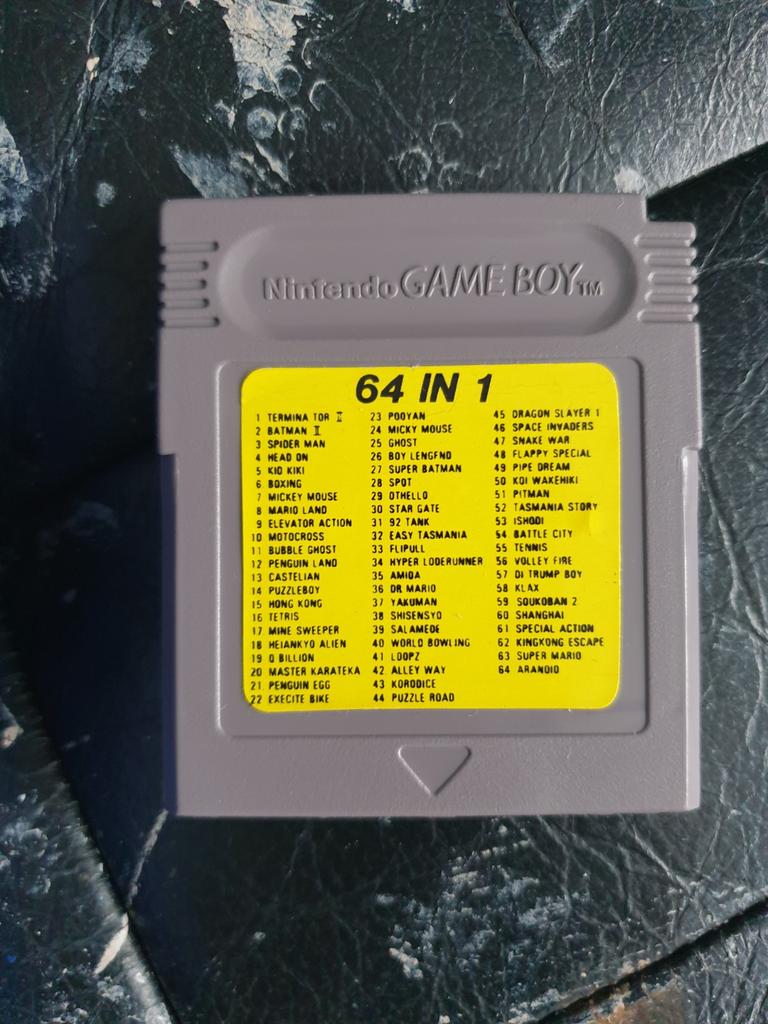 Nintendo GAME BOY TM
64 IN 1
1 TERMINA TOR II
2 BATMAN II
3 SPIDER MAN
4 HEAD ON
5 KID KIKI
6 BOXING
7 MICKEY MOUSE
8 MARIO LAND
9 ELEVATOR ACTION
10 MOTOCROSS
11 BUBBLE GHOST
12 PENGUIN LAND
13 CASTELIAN
14 PUZZLEBOY
15 HONG KONG
16 TETRIS
17 MINE SWEEPER
18 HEIANKYO ALIEN
19 Q BILLION
20 MASTER KARATEKA
21 PENGUIN EGG
22 EXECITE BIKE
23 POOYAN
24 MICKY MOUSE
25 GHOST
26 BOY LENGFND
27 SUPER BATMAN
28 SPOT
29 OTHELLO
30 STAR GATE
31 92 TANK
32 EASY TASMANIA
33 FLIPULL
34 HYPER LODERUNNER
35 AMIDA
36 DR MARIO
37 YAKUMAN
38 SHISENSYO
39 SALAMEOE
40 WORLD BOWLING
41 LOOPZ
42 ALLEY WAY
43 KORODICE
44 PUZZLE ROAD
45 DRAGON SLAYER 1
46 SPACE INVADERS
47 SNAKE WAR
48 FLAPPY SPECIAL
49 PIPE DREAM
50 KOI WAKEHIKI
51 PITMAN
52 TASMANIA STORY
53 ISHODI
54 BATTLE CITY
55 TENNIS
56 VOLLEY FIRE
57 DI TRUMP BOY
58 KLAX
59 SOUKOBAN 2
60 SHANGHAI
61 SPECIAL ACTION
62 KINGKONG ESCAPE
63 SUPER MARIO
64 ARANOID